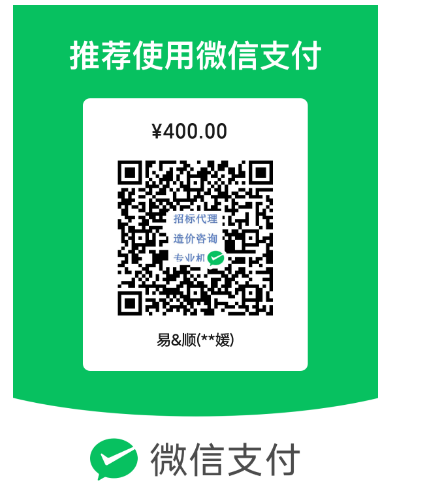 推荐使用微信支付
¥400.00
招标代理
造价咨询
专业机
易&顺(**媛)
微信支付